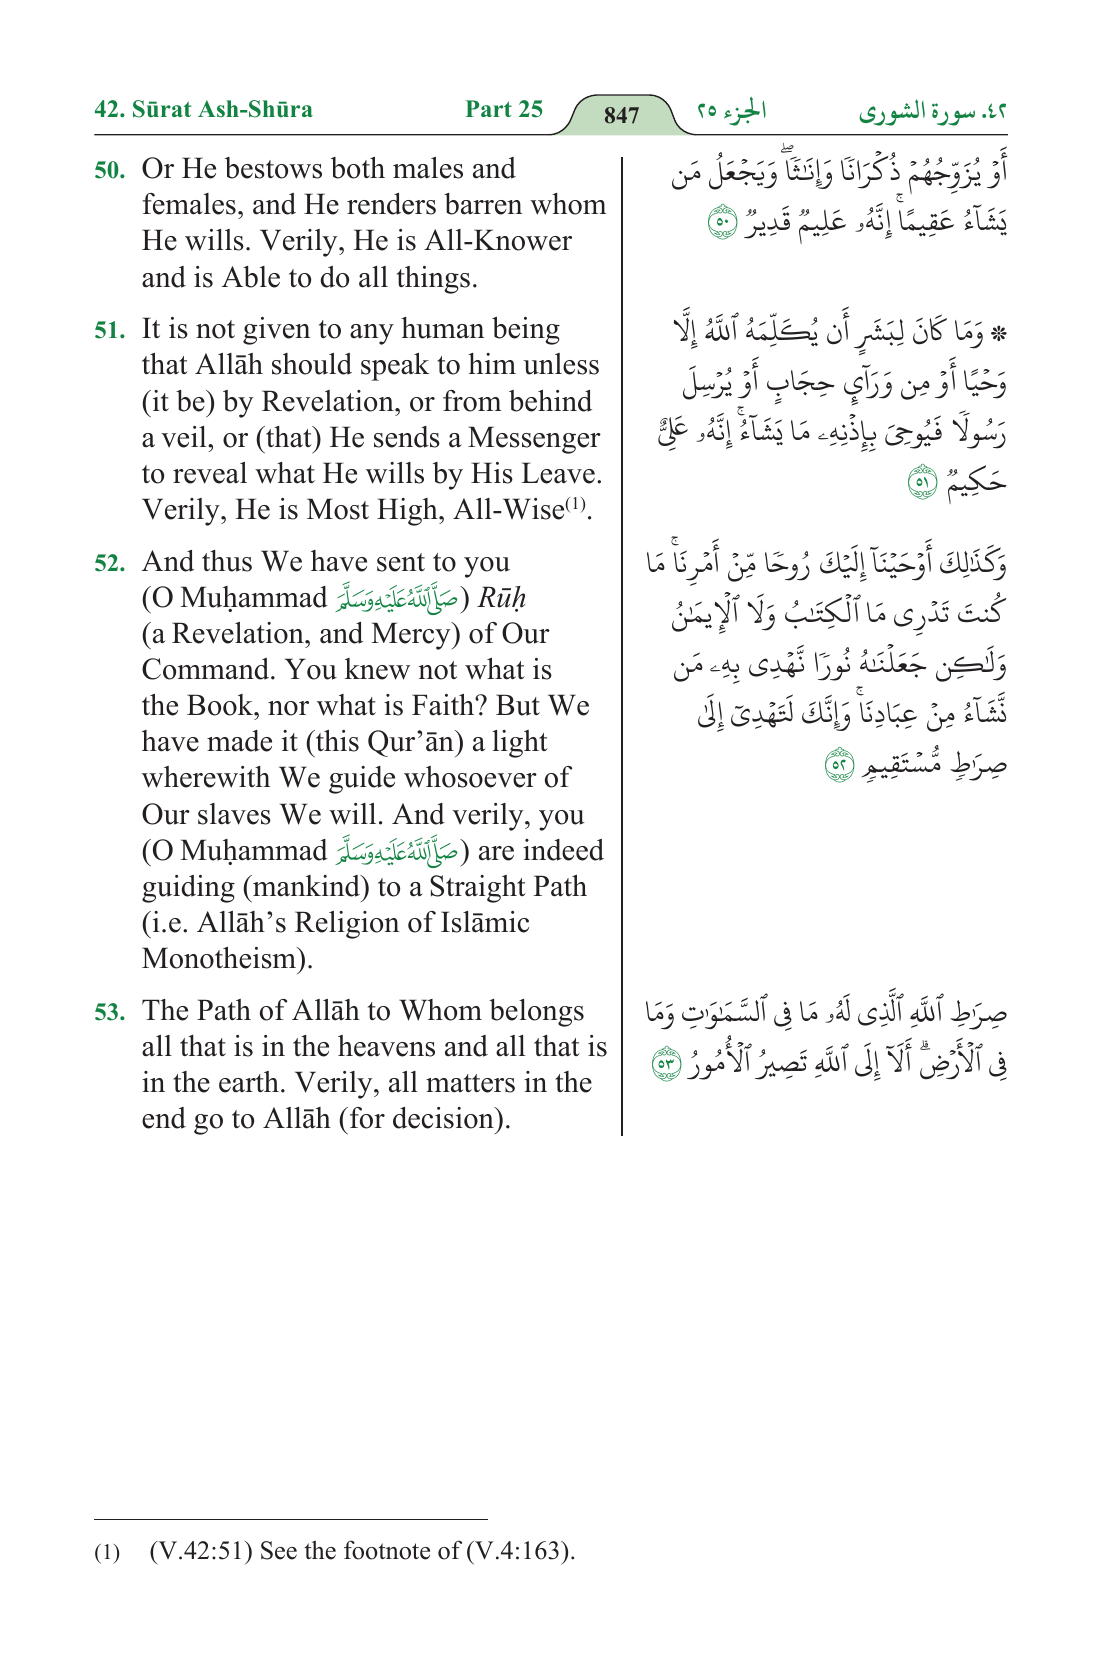 42. Sūrat Ash-Shūra Part 25 847 الجزء ٢٥ ٤٢. سورة الشورى
50. Or He bestows both males and
females, and He renders barren whom
He wills. Verily, He is All-Knower
and is Able to do all things.
51. It is not given to any human being
that Allāh should speak to him unless
(it be) by Revelation, or from behind
a veil, or (that) He sends a Messenger
to reveal what He wills by His Leave.
Verily, He is Most High, All-Wise(1).
52. And thus We have sent to you
(O Muḥammad صَلَّى ٱللَّهُ عَلَيْهِ وَسَلَّمَ) Rūḥ
(a Revelation, and Mercy) of Our
Command. You knew not what is
the Book, nor what is Faith? But We
have made it (this Qur’ān) a light
wherewith We guide whosoever of
Our slaves We will. And verily, you
(O Muḥammad صَلَّى ٱللَّهُ عَلَيْهِ وَسَلَّمَ) are indeed
guiding (mankind) to a Straight Path
(i.e. Allāh’s Religion of Islāmic
Monotheism).
53. The Path of Allāh to Whom belongs
all that is in the heavens and all that is
in the earth. Verily, all matters in the
end go to Allāh (for decision).
أَوْ يُزَوِّجُهُمْ ذُكْرَانًا وَإِنَـٰثًا ۖ وَيَجْعَلُ مَن
يَشَآءُ عَقِيمًا ۚ إِنَّهُۥ عَلِيمٌ قَدِيرٌ ٥٠
۞ وَمَا كَانَ لِبَشَرٍ أَن يُكَلِّمَهُ ٱللَّهُ إِلَّا
وَحْيًا أَوْ مِن وَرَآئِ حِجَابٍ أَوْ يُرْسِلَ
رَسُولًا فَيُوحِىَ بِإِذْنِهِۦ مَا يَشَآءُ ۚ إِنَّهُۥ عَلِىٌّ
حَكِيمٌ ٥١
وَكَذَٰلِكَ أَوْحَيْنَآ إِلَيْكَ رُوحًا مِّنْ أَمْرِنَا ۚ مَا
كُنتَ تَدْرِى مَا ٱلْكِتَـٰبُ وَلَا ٱلْإِيمَـٰنُ
وَلَـٰكِن جَعَلْنَـٰهُ نُورًا نَّهْدِى بِهِۦ مَن
نَّشَآءُ مِنْ عِبَادِنَا ۚ وَإِنَّكَ لَتَهْدِىٓ إِلَىٰ
صِرَٰطٍ مُّسْتَقِيمٍ ٥٢
صِرَٰطِ ٱللَّهِ ٱلَّذِى لَهُۥ مَا فِى ٱلسَّمَـٰوَٰتِ وَمَا
فِى ٱلْأَرْضِ ۗ أَلَآ إِلَى ٱللَّهِ تَصِيرُ ٱلْأُمُورُ ٥٣
(1) (V.42:51) See the footnote of (V.4:163).